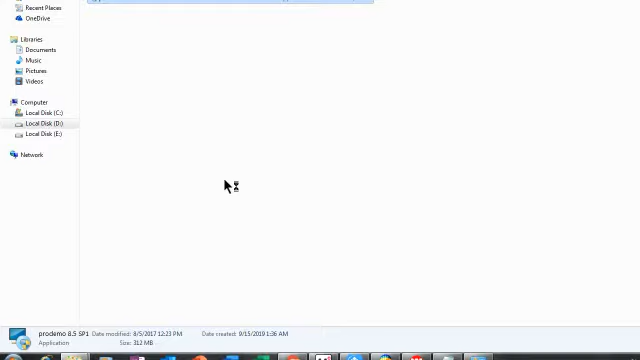 Recent Places
OneDrive
Libraries
Documents
Music
Pictures
Videos
Computer
Local Disk (C:)
Local Disk (D:)
Local Disk (E:)
Network
prodemo 8.5 SP1 Date modified: 8/5/2017 12:23 PM Date created: 9/15/2019 1:36 AM
Application Size: 312 MB